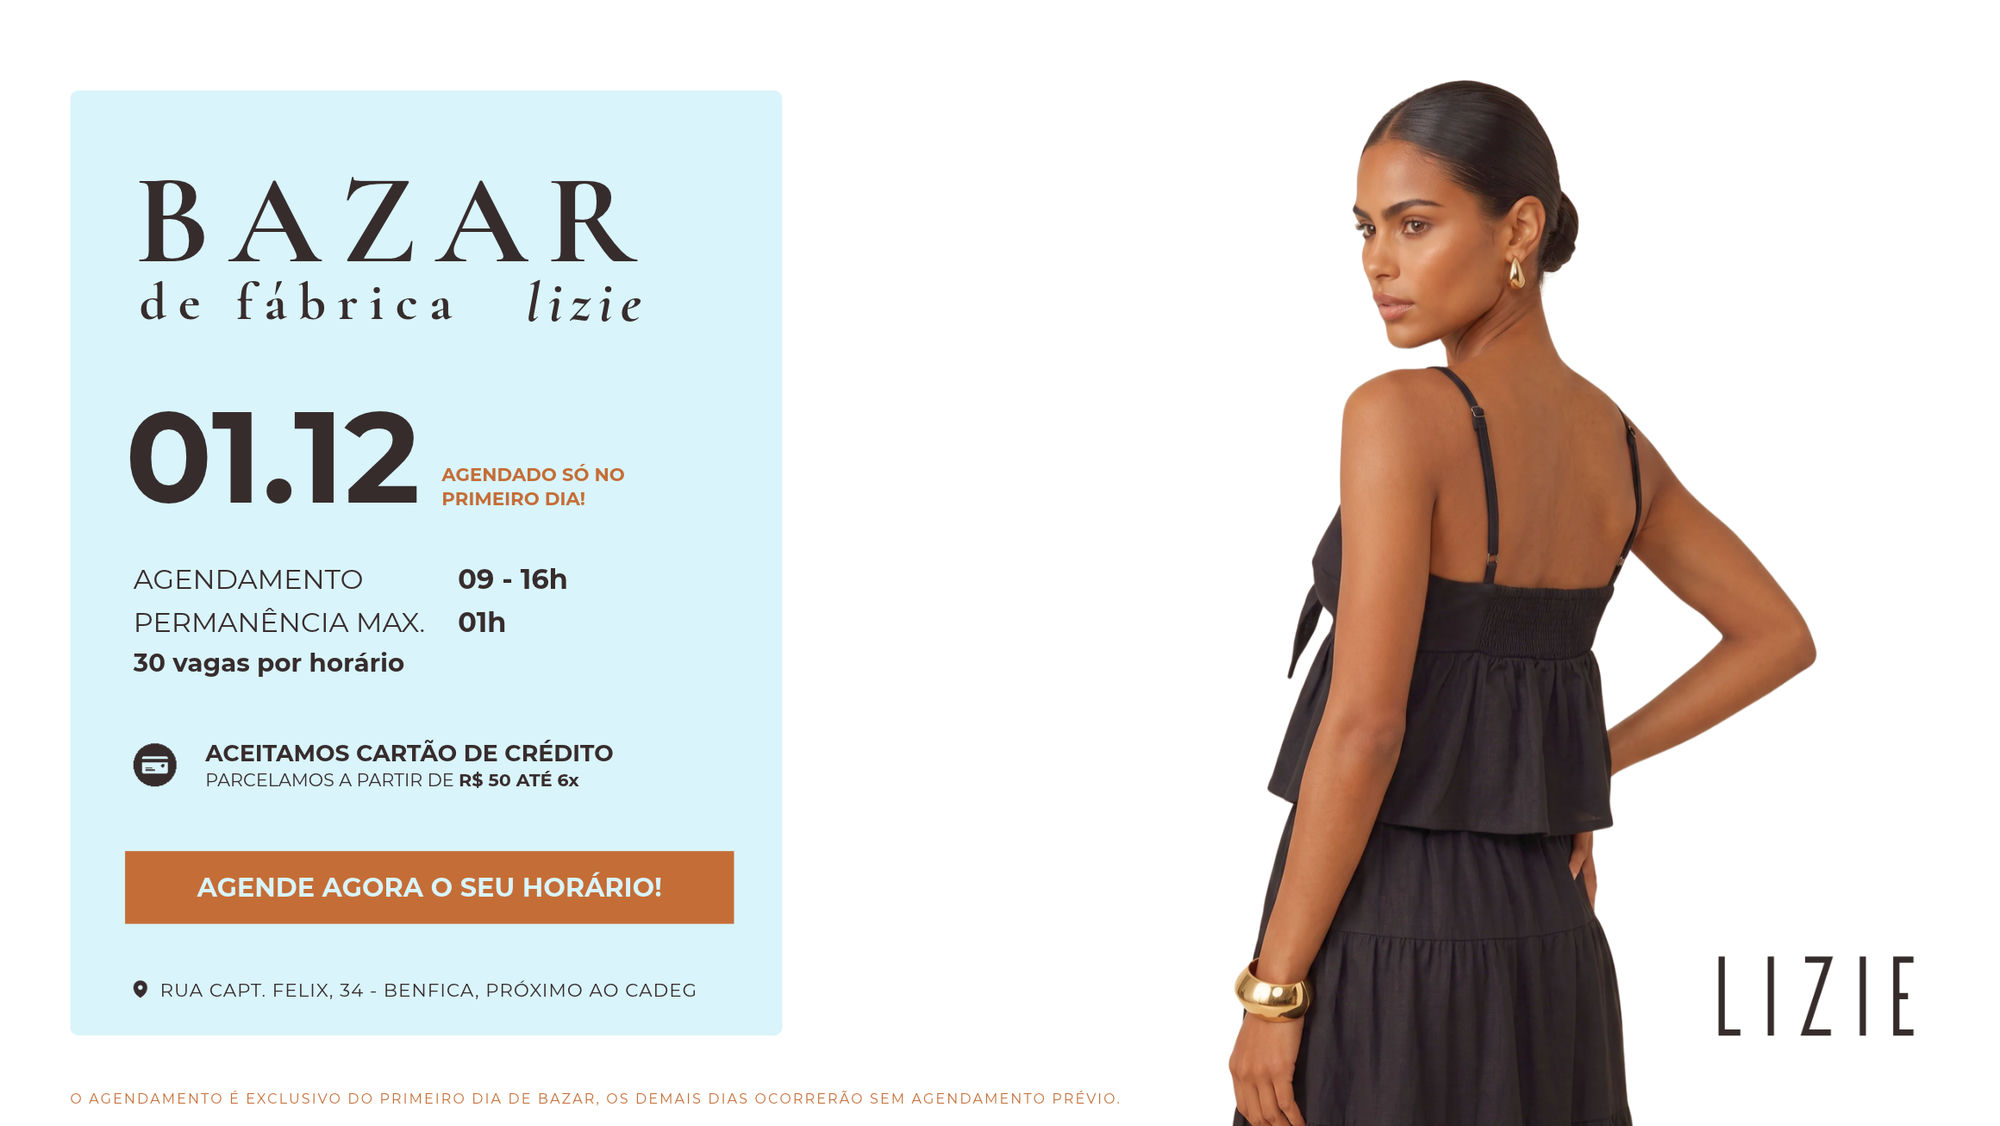 BAZAR
de fábrica lizie
01.12
AGENDADO SÓ NO
PRIMEIRO DIA!
AGENDAMENTO 09 - 16h
PERMANÊNCIA MAX. 01h
30 vagas por horário
ACEITAMOS CARTÃO DE CRÉDITO
PARCELAMOS A PARTIR DE R$ 50 ATÉ 6x
AGENDE AGORA O SEU HORÁRIO!
RUA CAPT. FELIX, 34 - BENFICA, PRÓXIMO AO CADEG
LIZIE
O AGENDAMENTO É EXCLUSIVO DO PRIMEIRO DIA DE BAZAR, OS DEMAIS DIAS OCORRERÃO SEM AGENDAMENTO PRÉVIO.